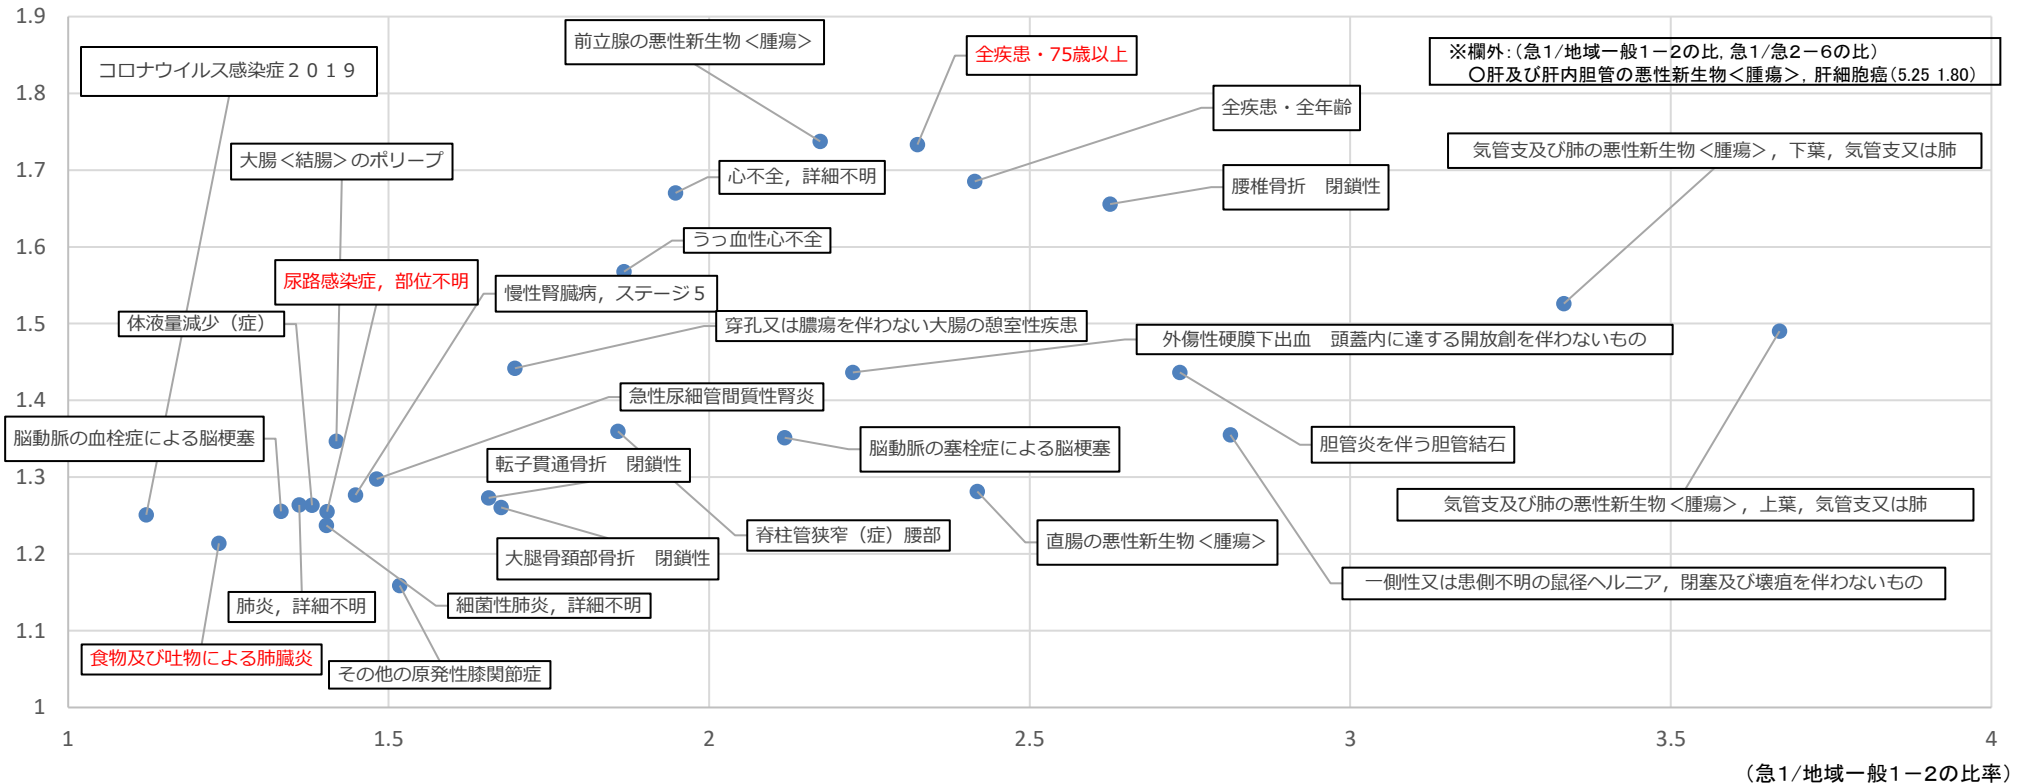 1.9
1.8
1.7
1.6
1.5
1.4
1.3
1.2
1.1
1
コロナウイルス感染症２０１９
前立腺の悪性新生物＜腫瘍＞
全疾患・75歳以上
※欄外：（急1/地域一般1－2の比，急1/急2－6の比）
〇肝及び肝内胆管の悪性新生物＜腫瘍＞，肝細胞癌（5.25 1.80）
全疾患・全年齢
大腸＜結腸＞のポリープ
気管支及び肺の悪性新生物＜腫瘍＞，下葉，気管支又は肺
心不全，詳細不明
腰椎骨折　閉鎖性
うっ血性心不全
尿路感染症，部位不明
慢性腎臓病，ステージ５
体液量減少（症）
穿孔又は膿瘍を伴わない大腸の憩室性疾患
外傷性硬膜下出血　頭蓋内に達する開放創を伴わないもの
急性尿細管間質性腎炎
脳動脈の血栓症による脳梗塞
脳動脈の塞栓症による脳梗塞
胆管炎を伴う胆管結石
転子貫通骨折　閉鎖性
気管支及び肺の悪性新生物＜腫瘍＞，上葉，気管支又は肺
脊柱管狭窄（症）腰部
直腸の悪性新生物＜腫瘍＞
大腿骨頚部骨折　閉鎖性
一側性又は患側不明の鼠径ヘルニア，閉塞及び壊疽を伴わないもの
肺炎，詳細不明
細菌性肺炎，詳細不明
食物及び吐物による肺臓炎
その他の原発性膝関節症
1
1.5
2
2.5
3
3.5
4
（急1/地域一般1－2の比率）